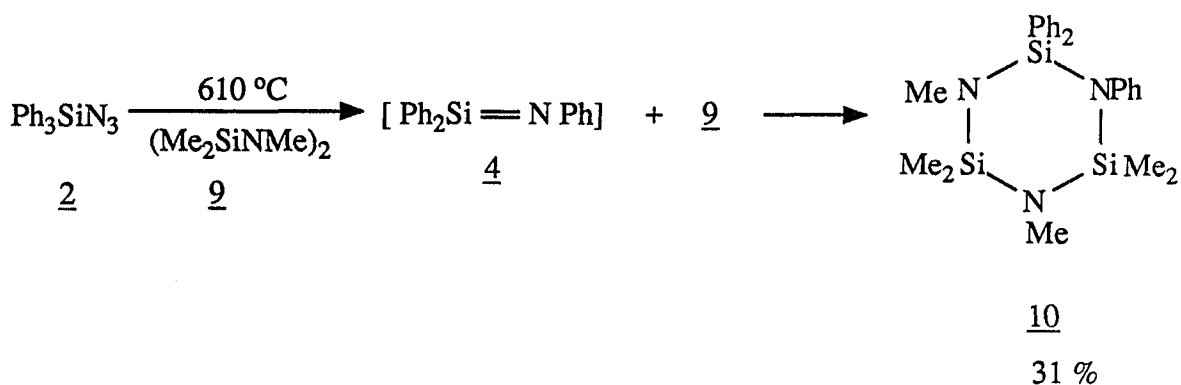 Ph₃SiN₃ 610 ºC (Me₂SiNMe)₂ [ Ph₂Si = N Ph] + 9
2 9 4
Ph₂
Si
Me N NPh
Me₂ Si Si Me₂
N
Me
10
31 %